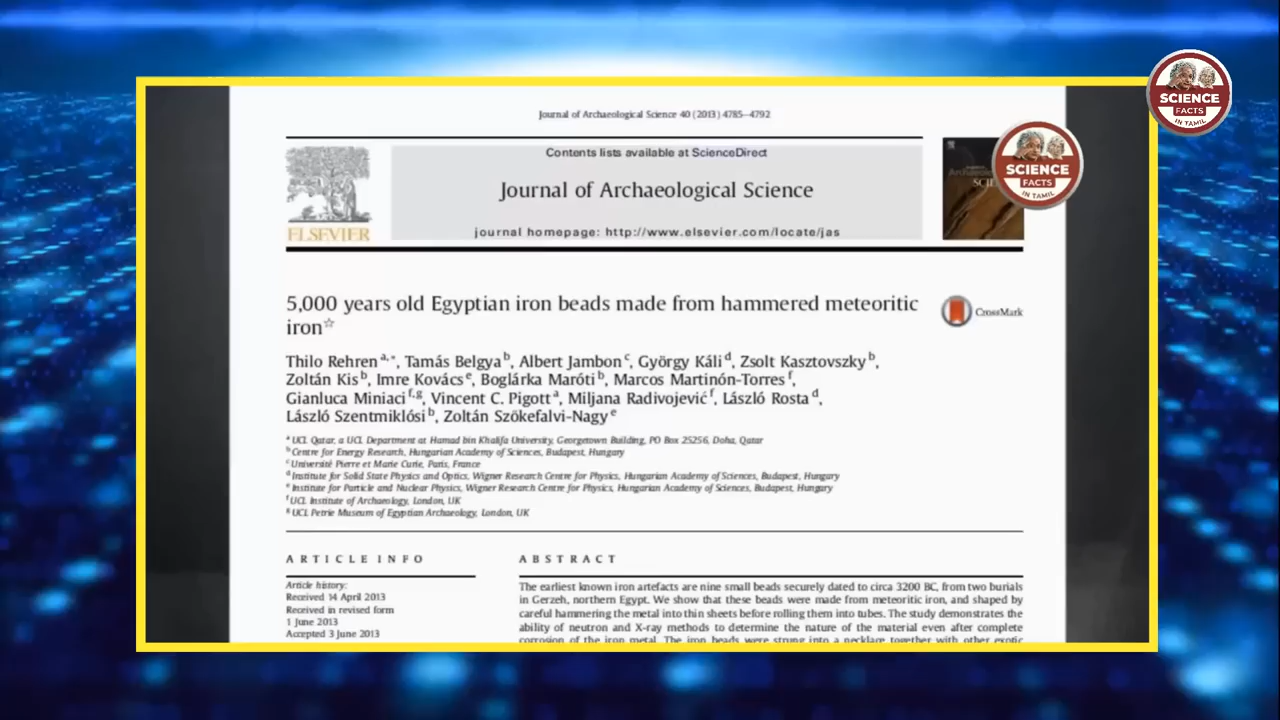 Journal of Archaeological Science 40 (2013) 4785–4792
Contents lists available at ScienceDirect
Journal of Archaeological Science
journal homepage: http://www.elsevier.com/locate/jas
ELSEVIER
SCIENCE
FACTS
IN TAMIL
SCIENCE
FACTS
IN TAMIL
5,000 years old Egyptian iron beads made from hammered meteoritic
iron☆
CrossMark
Thilo Rehren a,*, Tamás Belgya b, Albert Jambon c, György Káli d, Zsolt Kasztovszky b,
Zoltán Kis b, Imre Kovács e, Boglárka Maróti b, Marcos Martinón-Torres f,
Gianluca Miniaci f,g, Vincent C. Pigott a, Miljana Radivojević f, László Rosta d,
László Szentmiklósi b, Zoltán Szökefalvi-Nagy e
a UCL Qatar, a UCL Department at Hamad bin Khalifa University, Georgetown Building, PO Box 25256, Doha, Qatar
b Centre for Energy Research, Hungarian Academy of Sciences, Budapest, Hungary
c Université Pierre et Marie Curie, Paris, France
d Institute for Solid State Physics and Optics, Wigner Research Centre for Physics, Hungarian Academy of Sciences, Budapest, Hungary
e Institute for Particle and Nuclear Physics, Wigner Research Centre for Physics, Hungarian Academy of Sciences, Budapest, Hungary
f UCL Institute of Archaeology, London, UK
g UCL Petrie Museum of Egyptian Archaeology, London, UK
ARTICLE INFO
Article history:
Received 14 April 2013
Received in revised form
1 June 2013
Accepted 3 June 2013
ABSTRACT
The earliest known iron artefacts are nine small beads securely dated to circa 3200 BC, from two burials
in Gerzeh, northern Egypt. We show that these beads were made from meteoritic iron, and shaped by
careful hammering the metal into thin sheets before rolling them into tubes. The study demonstrates the
ability of neutron and X-ray methods to determine the nature of the material even after complete
corrosion of the iron metal. The iron beads were strung into a necklace together with other exotic